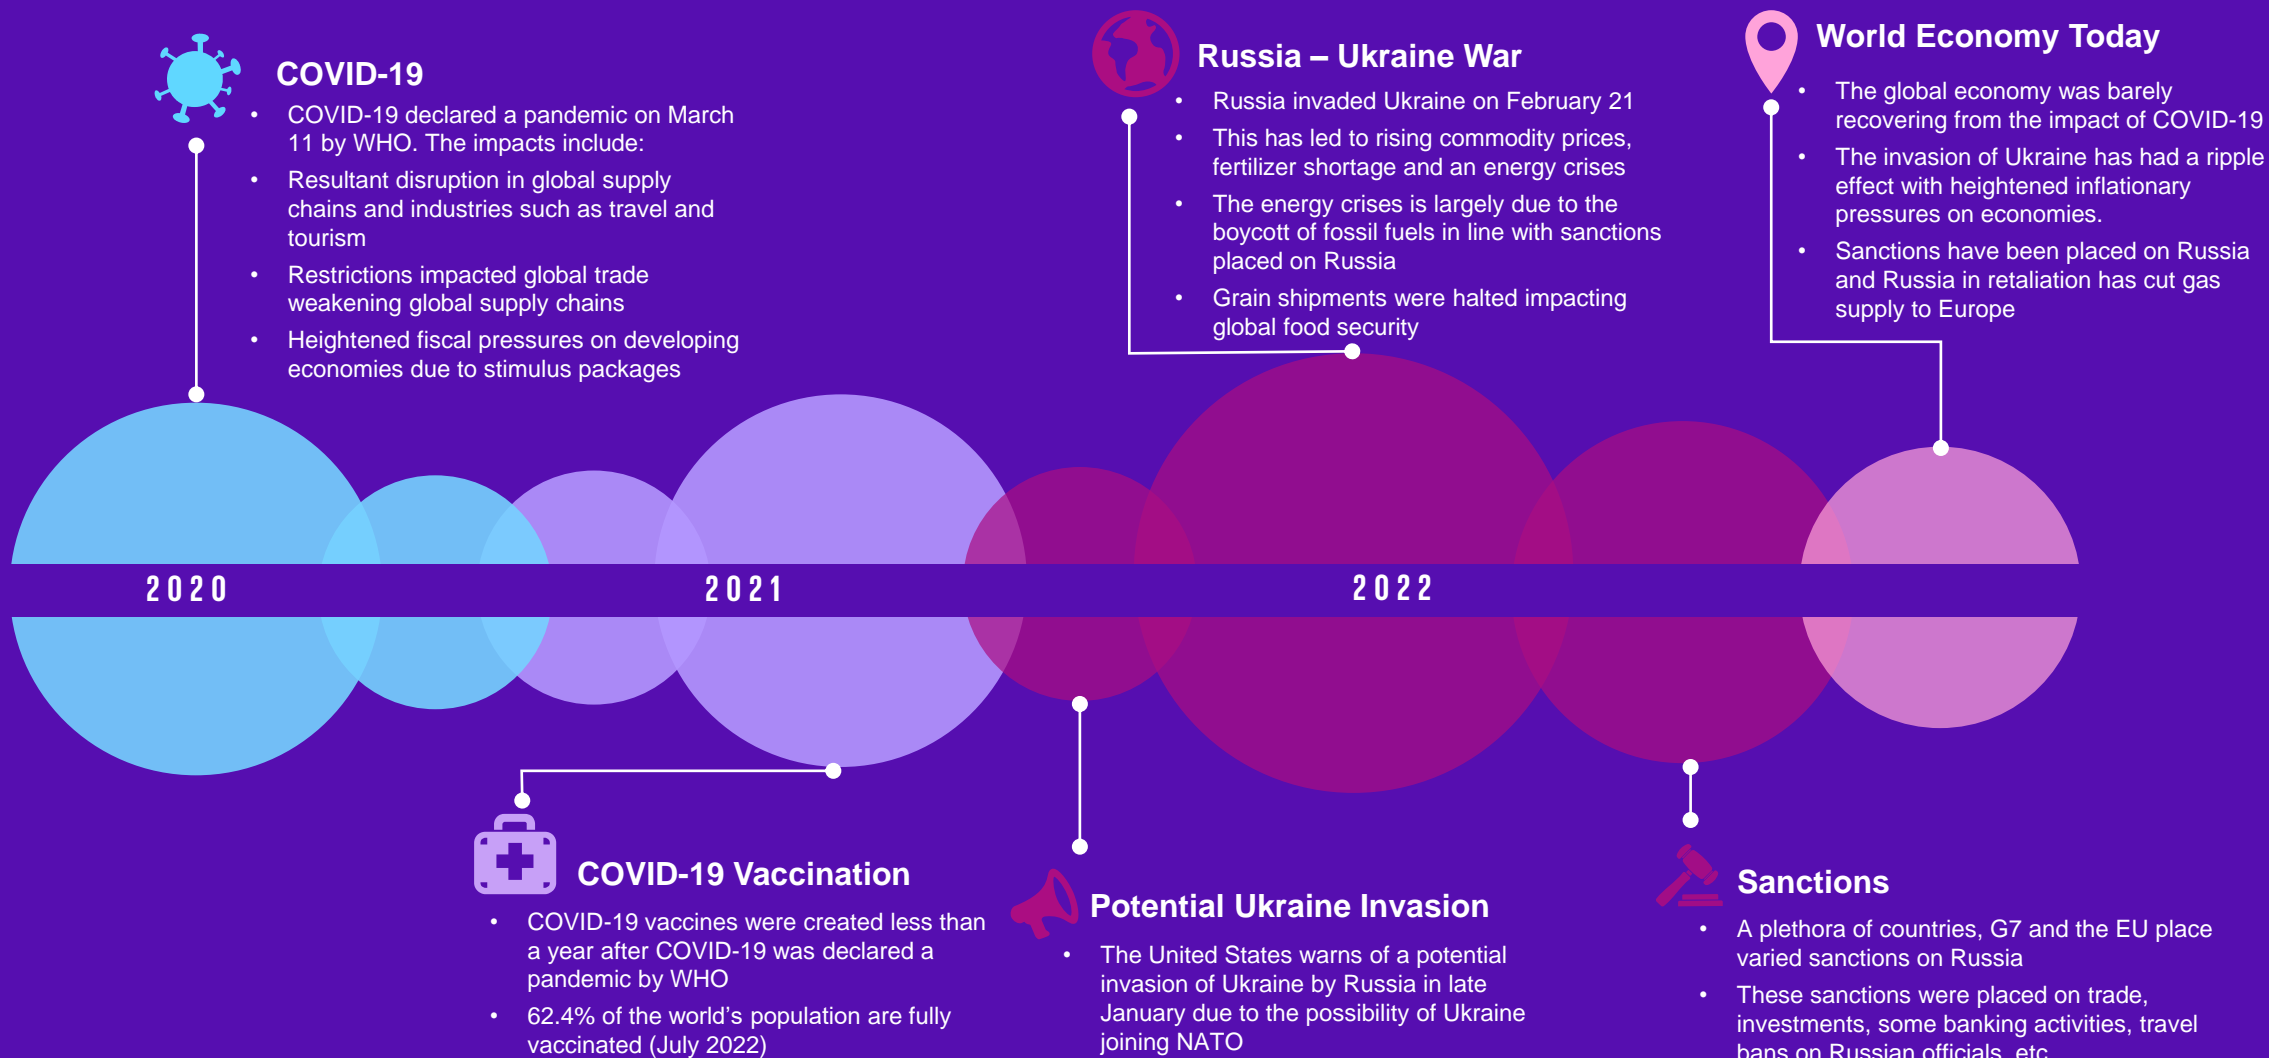 COVID-19
• COVID-19 declared a pandemic on March
11 by WHO. The impacts include:
• Resultant disruption in global supply
chains and industries such as travel and
tourism
• Restrictions impacted global trade
weakening global supply chains
• Heightened fiscal pressures on developing
economies due to stimulus packages
Russia – Ukraine War
• Russia invaded Ukraine on February 21
• This has led to rising commodity prices,
fertilizer shortage and an energy crises
• The energy crises is largely due to the
boycott of fossil fuels in line with sanctions
placed on Russia
• Grain shipments were halted impacting
global food security
World Economy Today
• The global economy was barely
recovering from the impact of COVID-19
• The invasion of Ukraine has had a ripple
effect with heightened inflationary
pressures on economies.
• Sanctions have been placed on Russia
and Russia in retaliation has cut gas
supply to Europe
2020
2021
2022
COVID-19 Vaccination
• COVID-19 vaccines were created less than
a year after COVID-19 was declared a
pandemic by WHO
• 62.4% of the world's population are fully
vaccinated (July 2022)
Potential Ukraine Invasion
• The United States warns of a potential
invasion of Ukraine by Russia in late
January due to the possibility of Ukraine
joining NATO
Sanctions
• A plethora of countries, G7 and the EU place
varied sanctions on Russia
• These sanctions were placed on trade,
investments, some banking activities, travel
bans on Russian officials, etc